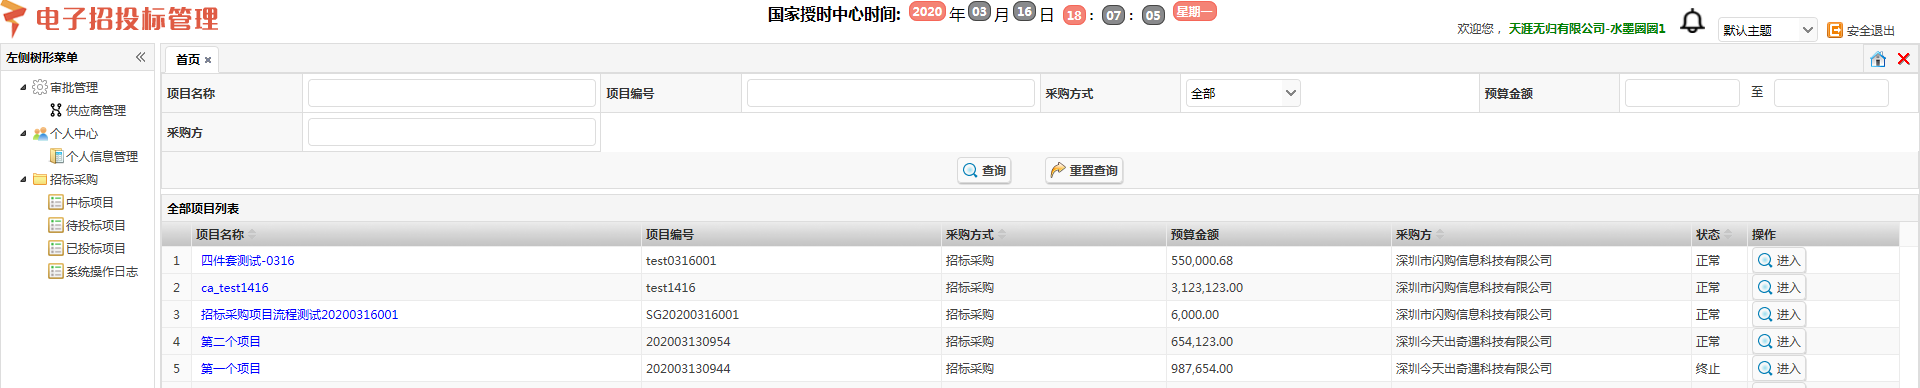 电子招投标管理
国家授时中心时间: 2020 年 03 月 16 日 18 : 07 : 05 星期一
欢迎您， 天涯无归有限公司-水墨圆圆1 默认主题 安全退出
左侧树形菜单
审批管理
供应商管理
个人中心
个人信息管理
招标采购
中标项目
待投标项目
已投标项目
系统操作日志
首页
项目名称 项目编号 采购方式 全部 预算金额 至
采购方
查询 重置查询
全部项目列表
项目名称 项目编号 采购方式 预算金额 采购方 状态 操作
1 四件套测试-0316 test0316001 招标采购 550,000.68 深圳市闪购信息科技有限公司 正常 进入
2 ca_test1416 test1416 招标采购 3,123,123.00 深圳市闪购信息科技有限公司 正常 进入
3 招标采购项目流程测试20200316001 SG20200316001 招标采购 6,000.00 深圳市闪购信息科技有限公司 正常 进入
4 第二个项目 202003130954 招标采购 654,123.00 深圳今天出奇遇科技有限公司 正常 进入
5 第一个项目 202003130944 招标采购 987,654.00 深圳今天出奇遇科技有限公司 终止 进入